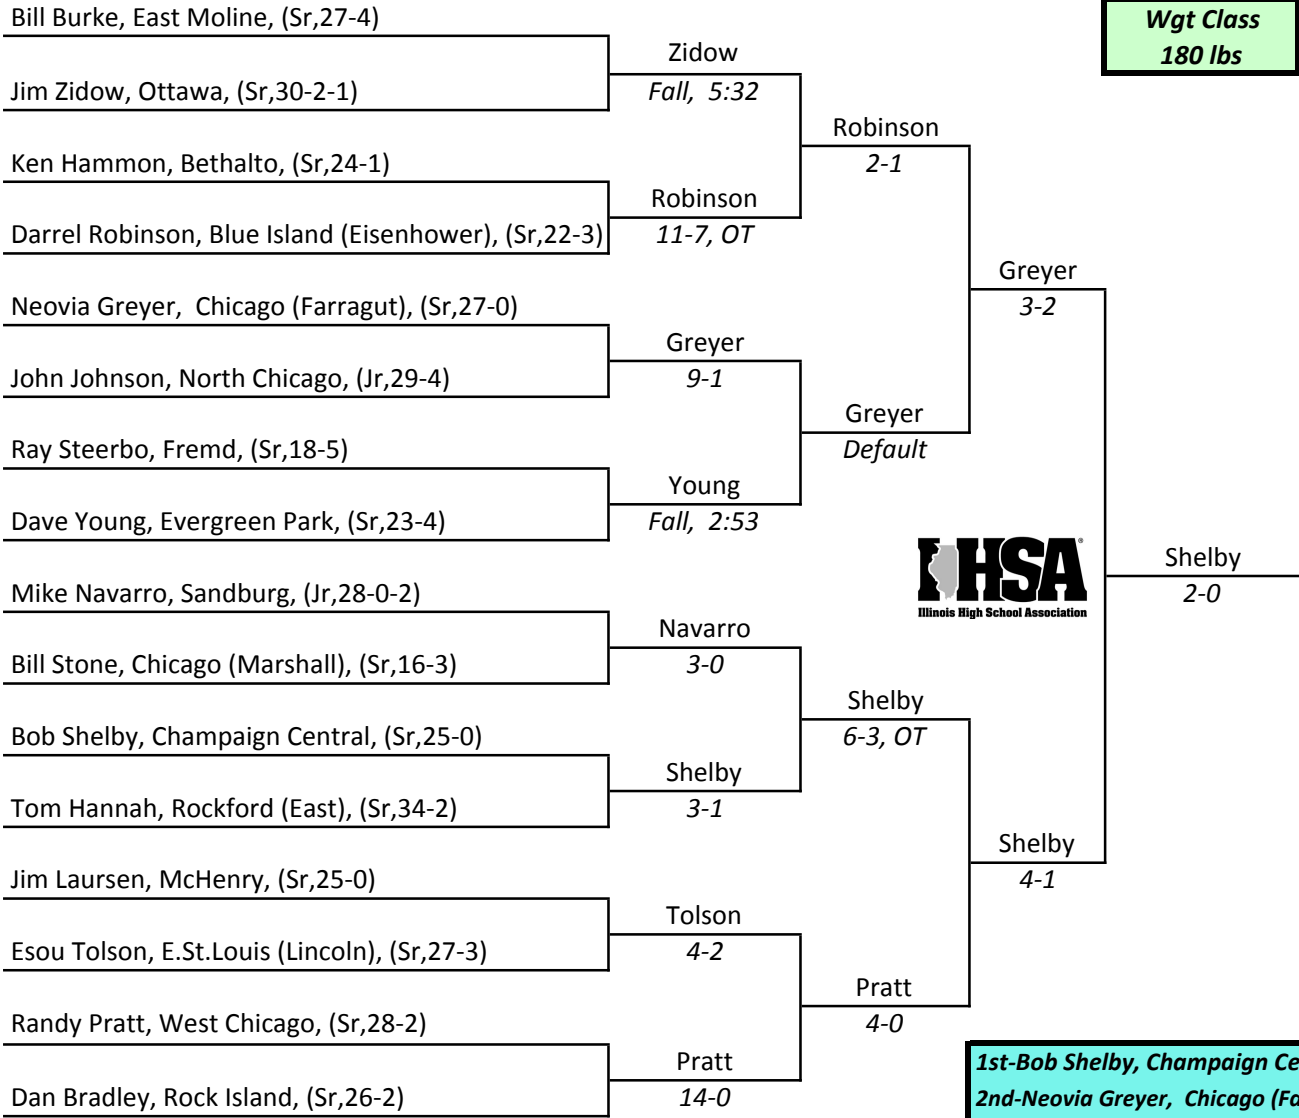 Bill Burke, East Moline, (Sr,27-4)
Wgt Class
180 lbs
Zidow
Jim Zidow, Ottawa, (Sr,30-2-1)
Fall, 5:32
Robinson
Ken Hammon, Bethalto, (Sr,24-1)
2-1
Robinson
Darrel Robinson, Blue Island (Eisenhower), (Sr,22-3)
11-7, OT
Greyer
Neovia Greyer, Chicago (Farragut), (Sr,27-0)
3-2
Greyer
John Johnson, North Chicago, (Jr,29-4)
9-1
Greyer
Ray Steerbo, Fremd, (Sr,18-5)
Default
Young
Dave Young, Evergreen Park, (Sr,23-4)
Fall, 2:53
IHSA®
Illinois High School Association
Shelby
2-0
Mike Navarro, Sandburg, (Jr,28-0-2)
Navarro
Bill Stone, Chicago (Marshall), (Sr,16-3)
3-0
Shelby
Bob Shelby, Champaign Central, (Sr,25-0)
6-3, OT
Shelby
Tom Hannah, Rockford (East), (Sr,34-2)
3-1
Shelby
Jim Laursen, McHenry, (Sr,25-0)
4-1
Tolson
Esou Tolson, E.St.Louis (Lincoln), (Sr,27-3)
4-2
Pratt
Randy Pratt, West Chicago, (Sr,28-2)
4-0
Pratt
Dan Bradley, Rock Island, (Sr,26-2)
14-0
1st-Bob Shelby, Champaign Ce
2nd-Neovia Greyer, Chicago (Fa